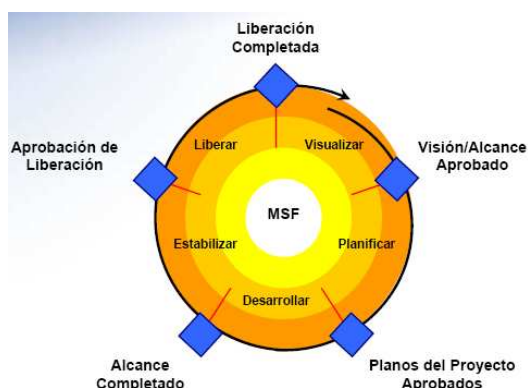 Liberación
Completada
Aprobación de
Liberación
Liberar
Visualizar
Visión/Alcance
Aprobado
MSF
Estabilizar
Planificar
Desarrollar
Alcance
Completado
Planos del Proyecto
Aprobados